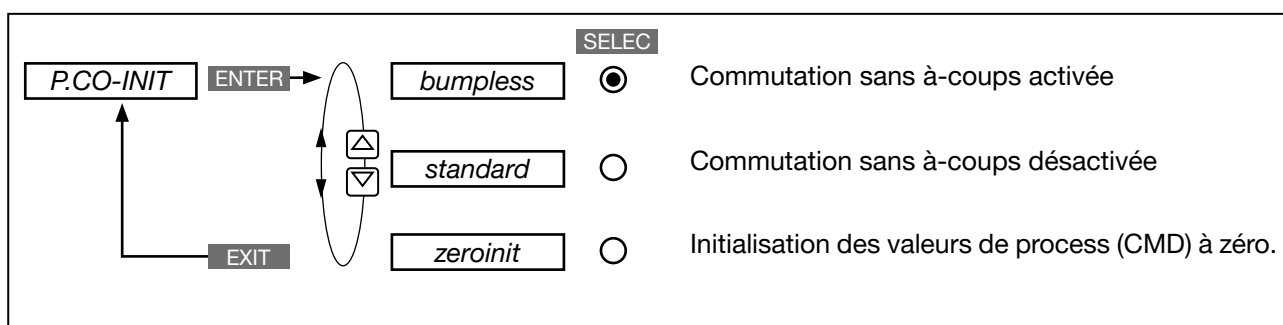 SELEC
P.CO-INIT ENTER bumpless Commutation sans à-coups activée
standard Commutation sans à-coups désactivée
EXIT zeroinit Initialisation des valeurs de process (CMD) à zéro.